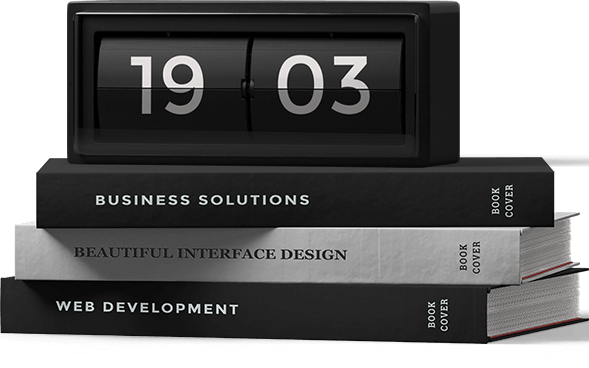 19 03
BUSINESS SOLUTIONS
BOOK
COVER
BEAUTIFUL INTERFACE DESIGN
BOOK
COVER
WEB DEVELOPMENT
BOOK
COVER